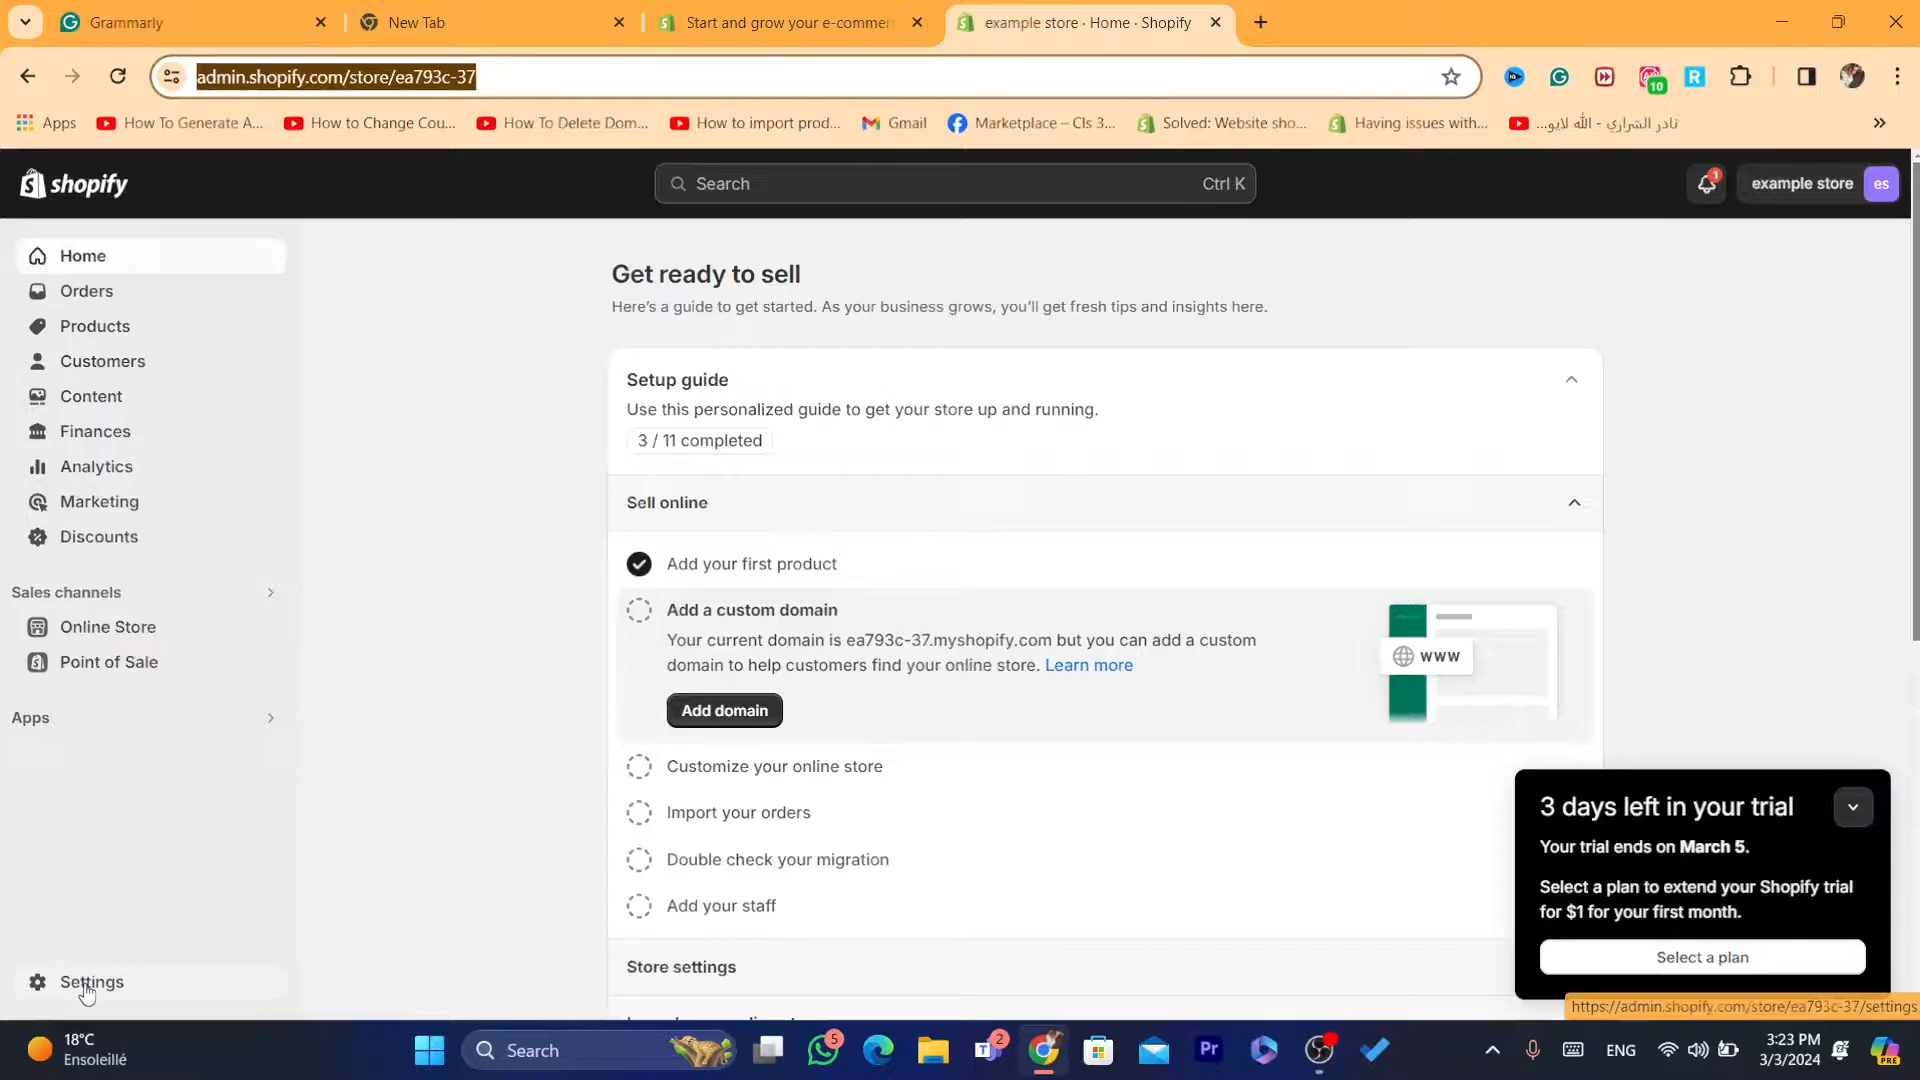 Grammarly
New Tab
Start and grow your e-commer
example store · Home · Shopify
admin.shopify.com/store/ea793c-37
10
Apps
How To Generate A...
How to Change Cou...
How To Delete Dom...
How to import prod...
Gmail
Marketplace – Cls 3...
Solved: Website sho...
Having issues with...
نادر الشراري - الله لايو...
shopify
Search
Ctrl K
1
example store
es
Home
Orders
Products
Customers
Content
Finances
Analytics
Marketing
Discounts
Sales channels
Online Store
Point of Sale
Apps
Settings
Get ready to sell
Here's a guide to get started. As your business grows, you'll get fresh tips and insights here.
Setup guide
Use this personalized guide to get your store up and running.
3 / 11 completed
Sell online
Add your first product
Add a custom domain
Your current domain is ea793c-37.myshopify.com but you can add a custom
domain to help customers find your online store. Learn more
Add domain
WWW
Customize your online store
Import your orders
Double check your migration
Add your staff
Store settings
3 days left in your trial
Your trial ends on March 5.
Select a plan to extend your Shopify trial
for $1 for your first month.
Select a plan
https://admin.shopify.com/store/ea793c-37/settings
18°C
Ensoleillé
Search
5
2
Pr
ENG
3:23 PM
3/3/2024
PRE